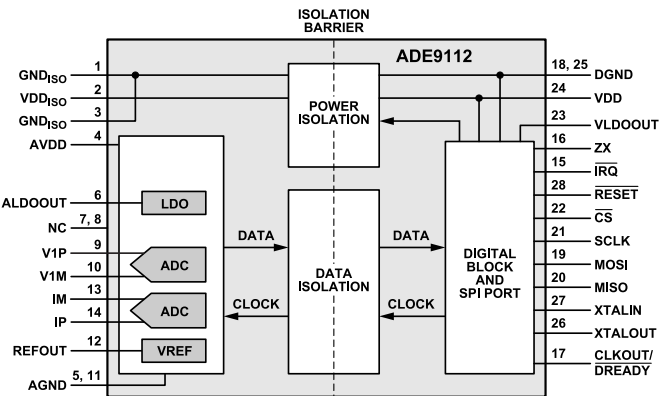 ISOLATION
BARRIER
ADE9112
1
GNDISO
2
VDDISO
3
GNDISO
4
AVDD
6
ALDOOUT
7, 8
NC
9
V1P
10
V1M
13
IM
14
IP
12
REFOUT
5, 11
AGND
LDO
ADC
ADC
VREF
POWER
ISOLATION
DATA
CLOCK
DATA
ISOLATION
DATA
CLOCK
DIGITAL
BLOCK
AND
SPI PORT
18, 25
DGND
24
VDD
23
VLDOOUT
16
ZX
15
IRQ
28
RESET
22
CS
21
SCLK
19
MOSI
20
MISO
27
XTALIN
26
XTALOUT
17
CLKOUT/
DREADY